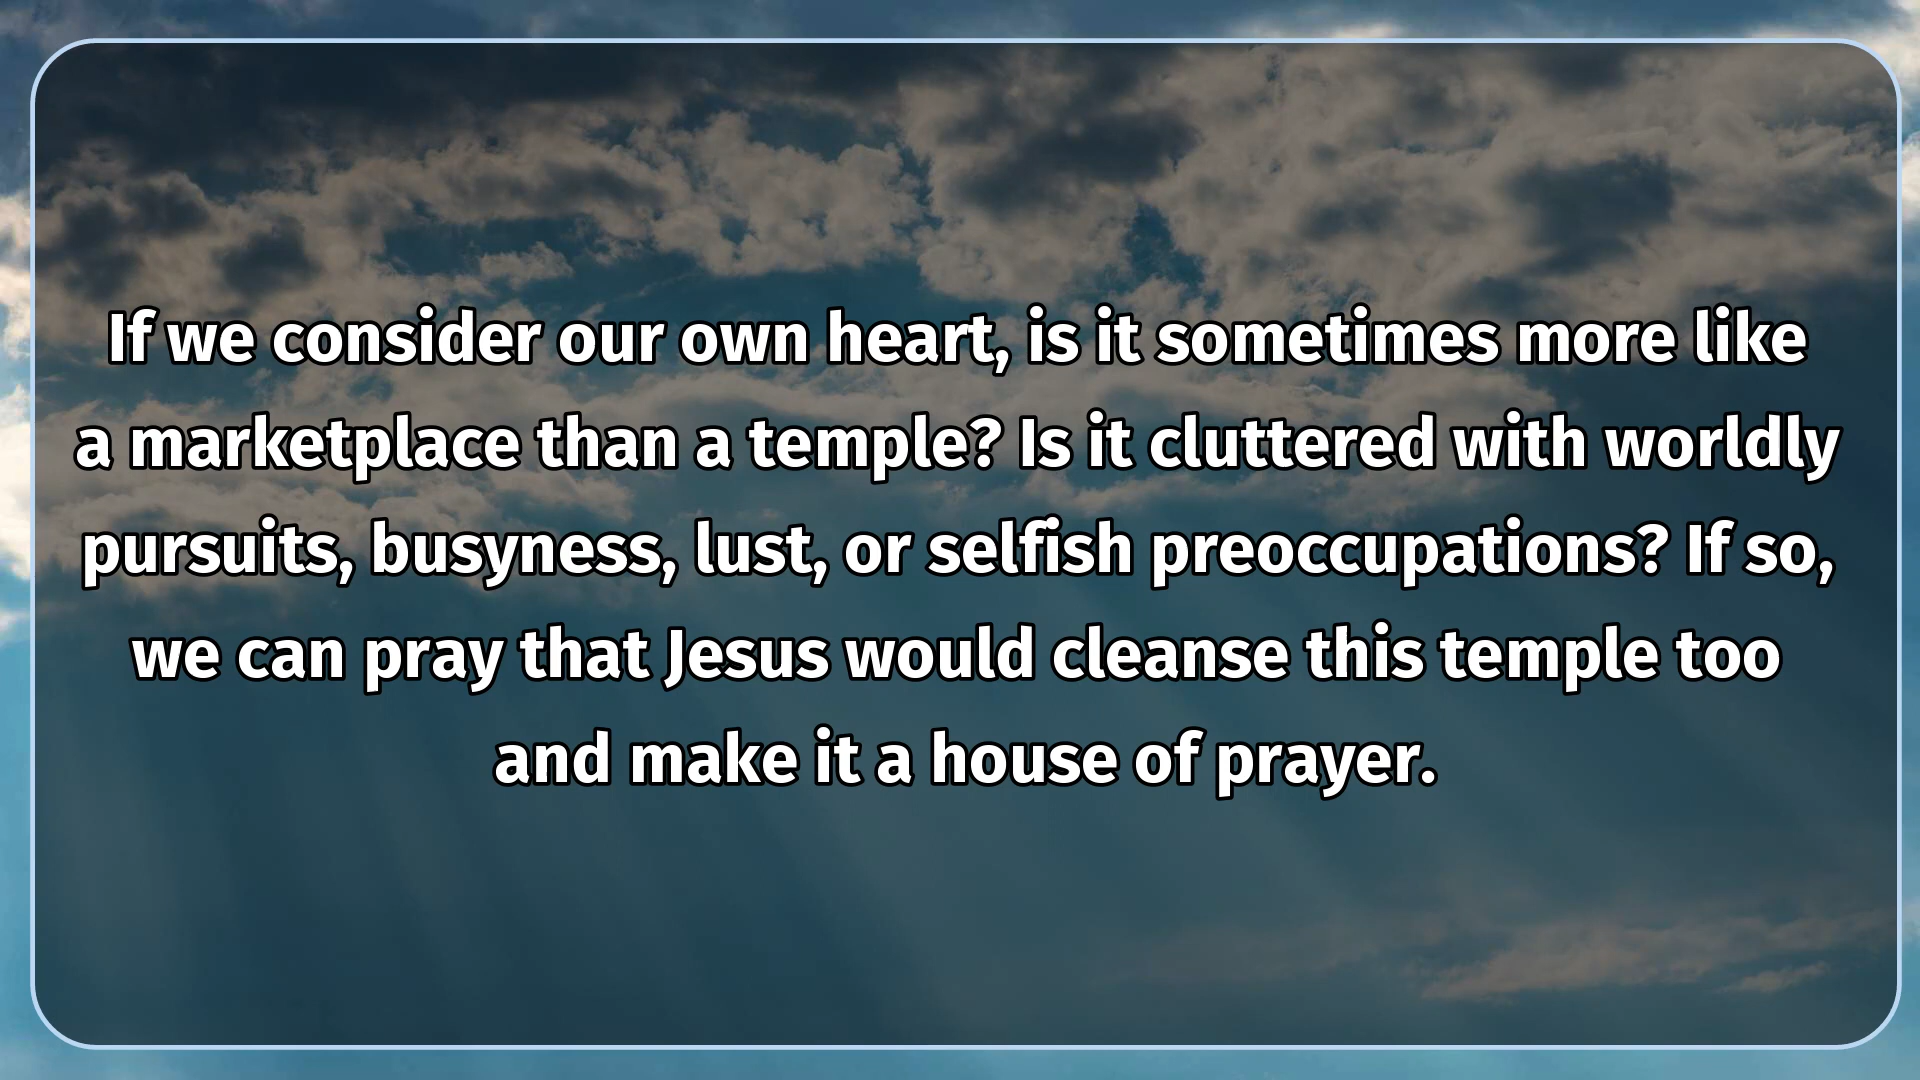 If we consider our own heart, is it sometimes more like
a marketplace than a temple? Is it cluttered with worldly
pursuits, busyness, lust, or selfish preoccupations? If so,
we can pray that Jesus would cleanse this temple too
and make it a house of prayer.